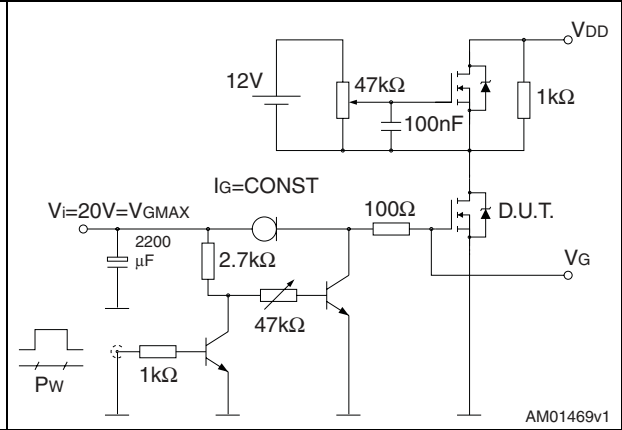 VDD
12V
47kΩ
1kΩ
100nF
IG=CONST
Vi=20V=VGMAX
100Ω
D.U.T.
2200
μF
2.7kΩ
VG
47kΩ
1kΩ
PW
AM01469v1